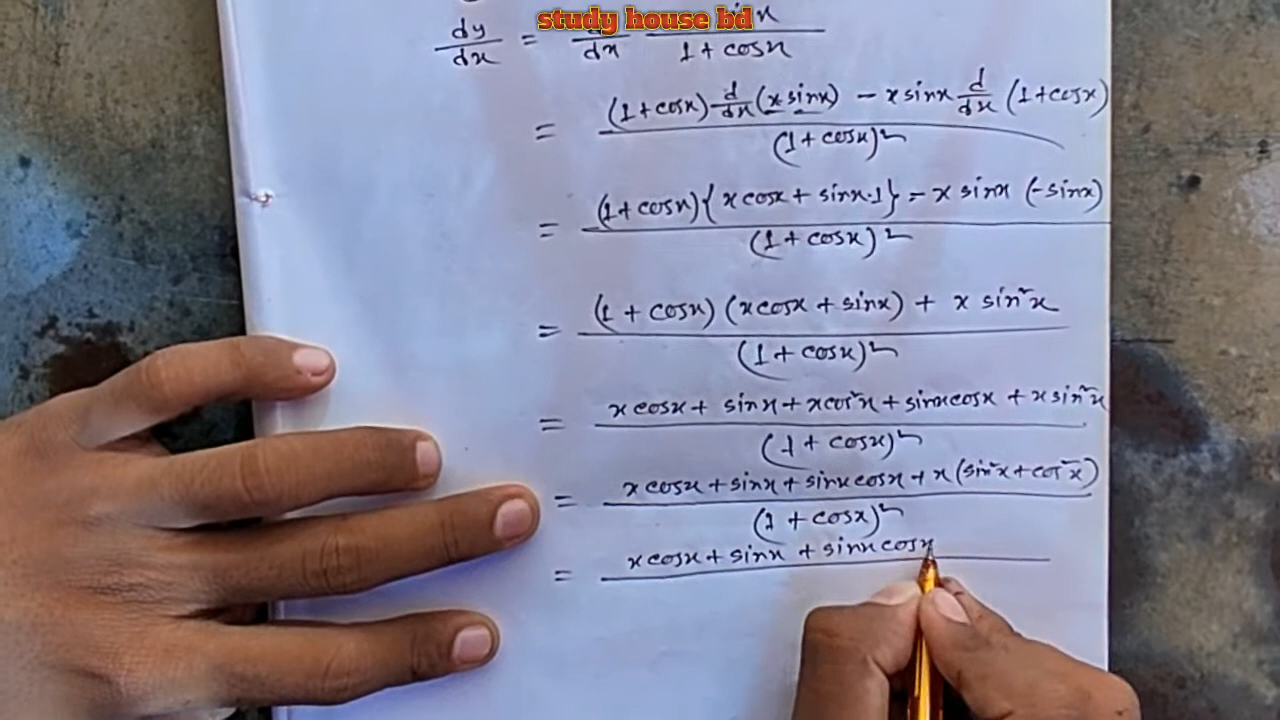 study house bd
dy/dx = d/dx sinx / 1 + cosx
= (1 + cosx) d/dx (x sinx) − x sinx d/dx (1 + cosx) / (1 + cosx)²
= (1 + cosx) { x cosx + sinx·1 } − x sinx (−sinx) / (1 + cosx)²
= (1 + cosx) (x cosx + sinx) + x sin²x / (1 + cosx)²
= x cosx + sinx + x cos²x + sinx cosx + x sin²x / (1 + cosx)²
= x cosx + sinx + sinx cosx + x (sin²x + cos²x) / (1 + cosx)²
= x cosx + sinx + sinx cosx